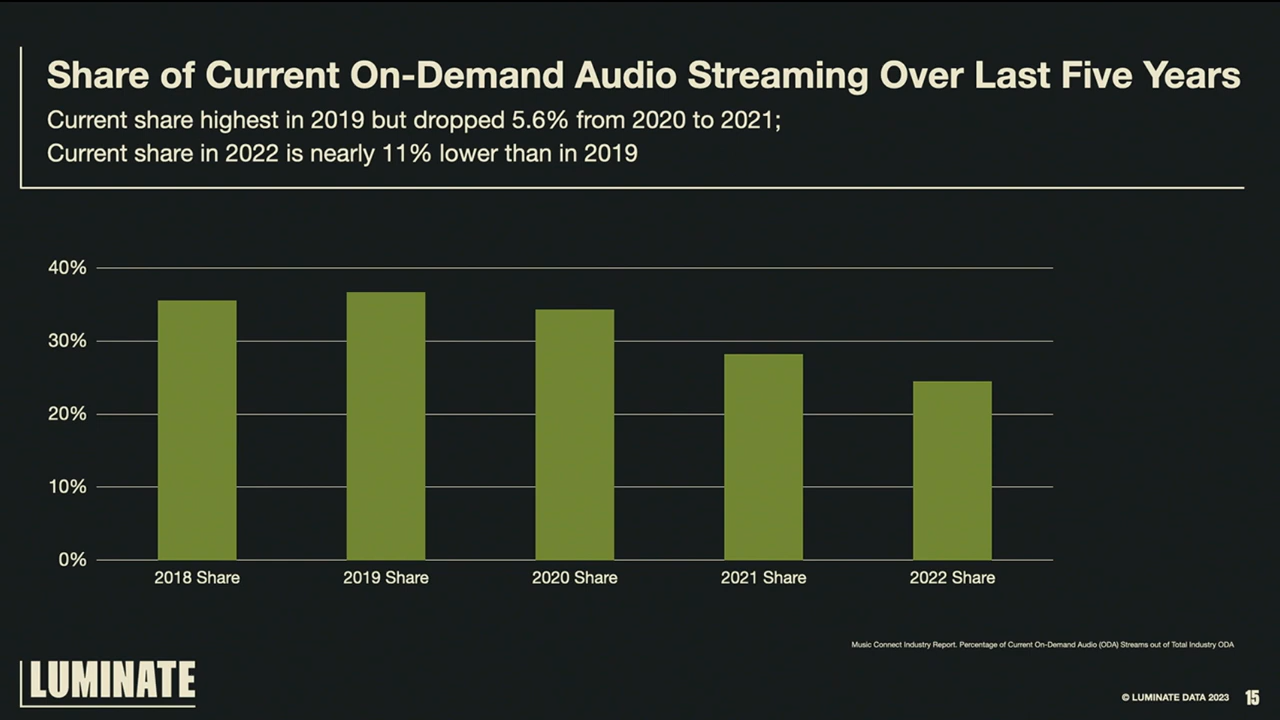 Share of Current On-Demand Audio Streaming Over Last Five Years
Current share highest in 2019 but dropped 5.6% from 2020 to 2021;
Current share in 2022 is nearly 11% lower than in 2019
40%
30%
20%
10%
0%
2018 Share
2019 Share
2020 Share
2021 Share
2022 Share
Music Connect Industry Report. Percentage of Current On-Demand Audio (ODA) Streams out of Total Industry ODA
LUMINATE
© LUMINATE DATA 2023
15